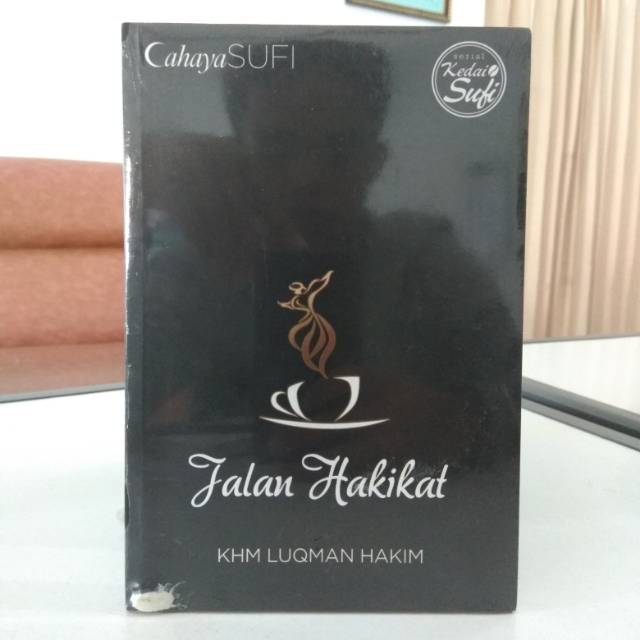 CahayaSUFI
serial
Kedai
Sufi
Jalan Hakikat
KHM LUQMAN HAKIM